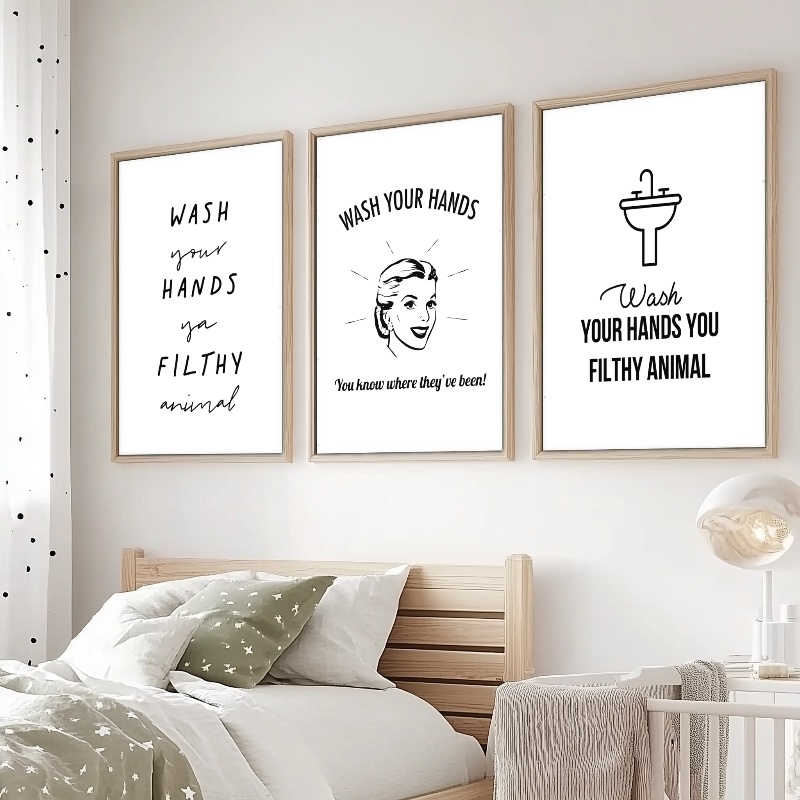 WASH
your
HANDS
ya
FILTHY
animal
WASH YOUR HANDS
You know where they've been!
Wash
YOUR HANDS YOU
FILTHY ANIMAL